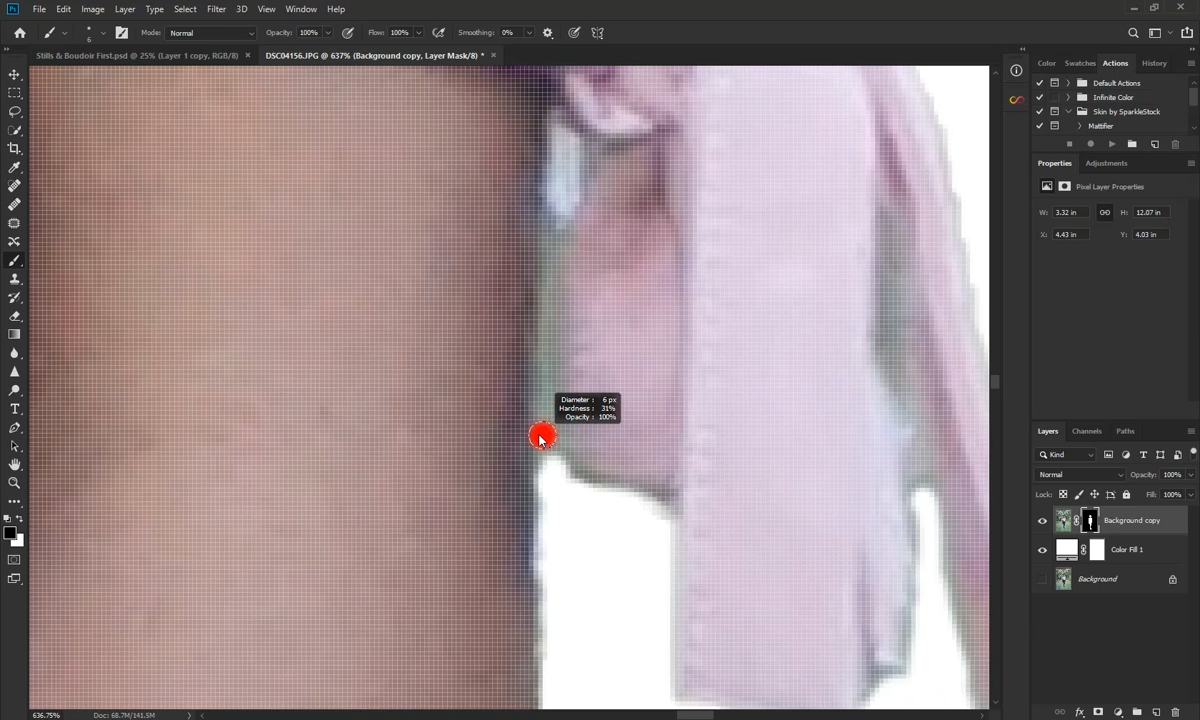 Ps File Edit Image Layer Type Select Filter 3D View Window Help
6 Mode: Normal Opacity: 100% Flow: 100% Smoothing: 0%
Stills & Boudoir First.psd @ 25% (Layer 1 copy, RGB/8) × DSC04156.JPG @ 637% (Background copy, Layer Mask/8) * ×
Color Swatches Actions History
Default Actions
Infinite Color
Skin by SparkleStock
Mattifier
Properties Adjustments
Pixel Layer Properties
W: 3.32 in H: 12.07 in
X: 4.43 in Y: 4.03 in
Diameter : 6 px
Hardness : 31%
Opacity : 100%
Layers Channels Paths
Kind
Normal Opacity: 100%
Lock: Fill: 100%
Background copy
Color Fill 1
Background
636.75% Doc: 68.7M/141.5M